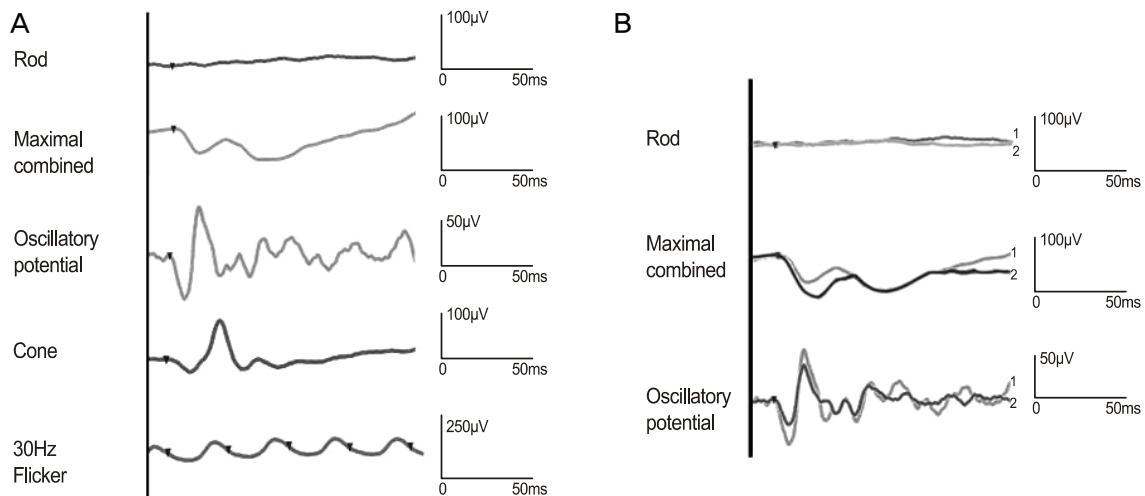 A
Rod
100µV
0
50ms
Maximal
combined
100µV
0
50ms
Oscillatory
potential
50µV
0
50ms
Cone
100µV
0
50ms
30Hz
Flicker
250µV
0
50ms
B
Rod
1
2
100µV
0
50ms
Maximal
combined
1
2
100µV
0
50ms
Oscillatory
potential
1
2
50µV
0
50ms